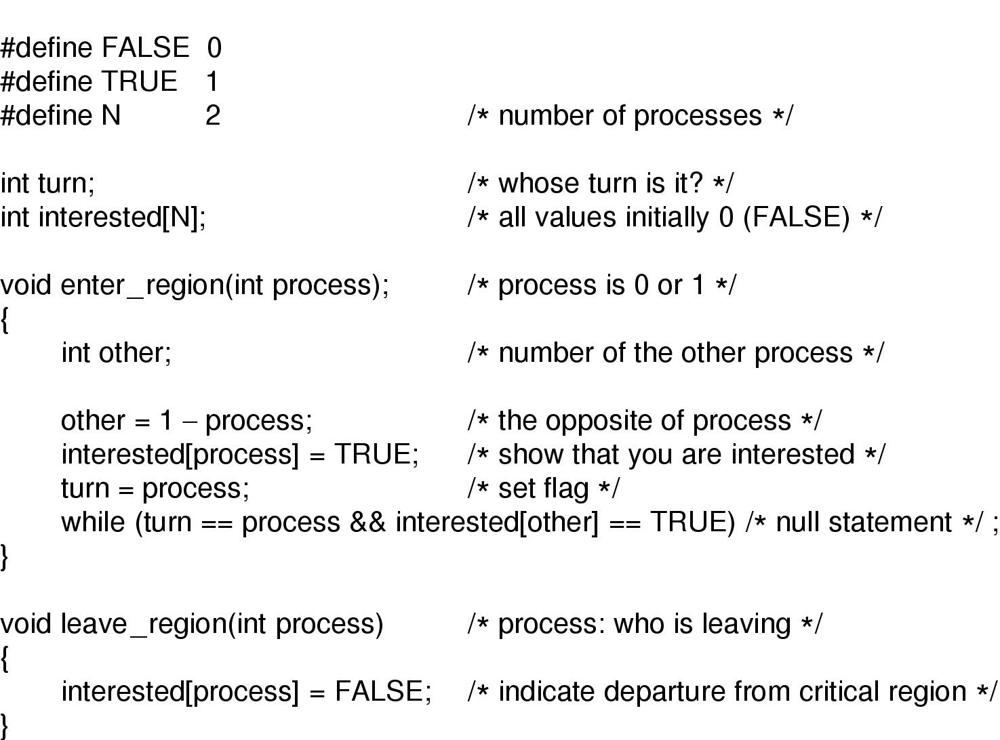 #define FALSE 0
#define TRUE 1
#define N 2 /* number of processes */
int turn; /* whose turn is it? */
int interested[N]; /* all values initially 0 (FALSE) */
void enter_region(int process); /* process is 0 or 1 */
{
int other; /* number of the other process */
other = 1 – process; /* the opposite of process */
interested[process] = TRUE; /* show that you are interested */
turn = process; /* set flag */
while (turn == process && interested[other] == TRUE) /* null statement */ ;
}
void leave_region(int process) /* process: who is leaving */
{
interested[process] = FALSE; /* indicate departure from critical region */
}